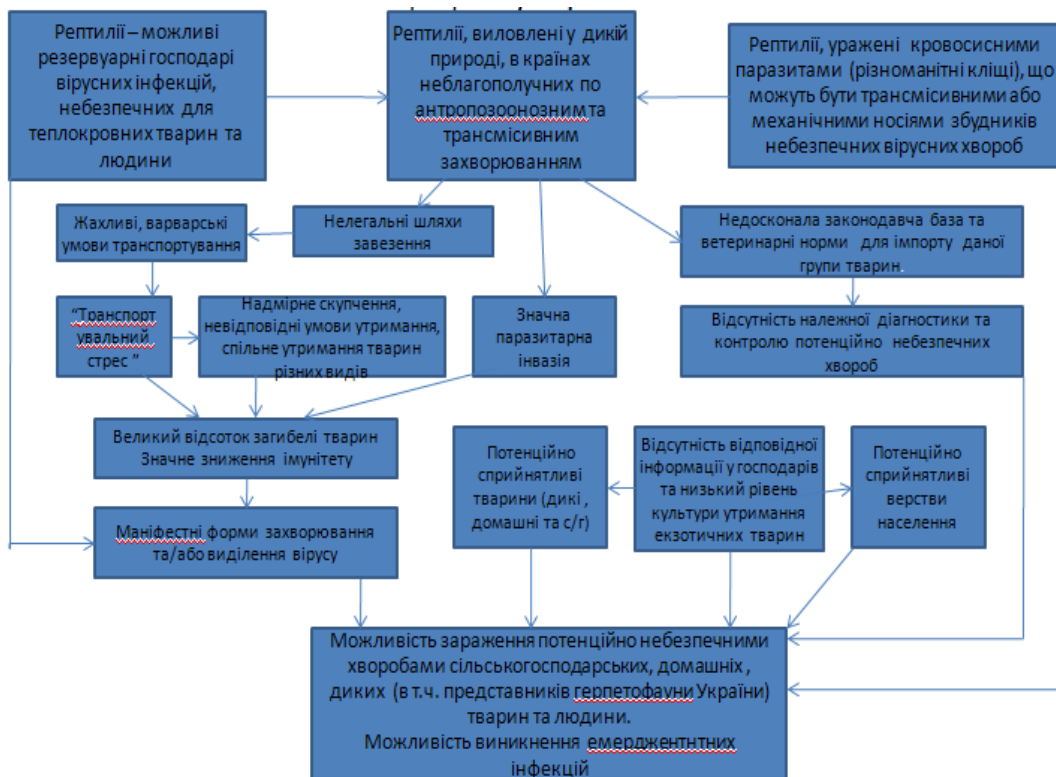 Рептилії – можливі
резервуарні господарі
вірусних інфекцій,
небезпечних для
теплокровних тварин та
людини
Рептилії, виловлені у дикій
природі, в країнах
неблагополучних по
антропозоонозним та
трансмісивним
захворюванням
Рептилії, уражені кровосисними
паразитами (різноманітні кліщі), що
можуть бути трансмісивними або
механічними носіями збудників
небезпечних вірусних хвороб
Жахливі, варварські
умови транспортування
Нелегальні шляхи
завезення
Недосконала законодавча база та
ветеринарні норми для імпорту даної
групи тварин.
“Транспорт
увальний
стрес ”
Надмірне скупчення,
невідповідні умови утримання,
спільне утримання тварин
різних видів
Значна
паразитарна
інвазія
Відсутність належної діагностики та
контролю потенційно небезпечних
хвороб
Великий відсоток загибелі тварин
Значне зниження імунітету
Потенційно
сприйнятливі
тварини (дикі ,
домашні та с/г)
Відсутність відповідної
інформації у господарів
та низький рівень
культури утримання
екзотичних тварин
Потенційно
сприйнятливі
верстви
населення
Маніфестні форми захворювання
та/або виділення вірусу
Можливість зараження потенційно небезпечними
хворобами сільськогосподарських, домашніх ,
диких (в т.ч. представників герпетофауни України)
тварин та людини.
Можливість виникнення емерджентнтних
інфекцій